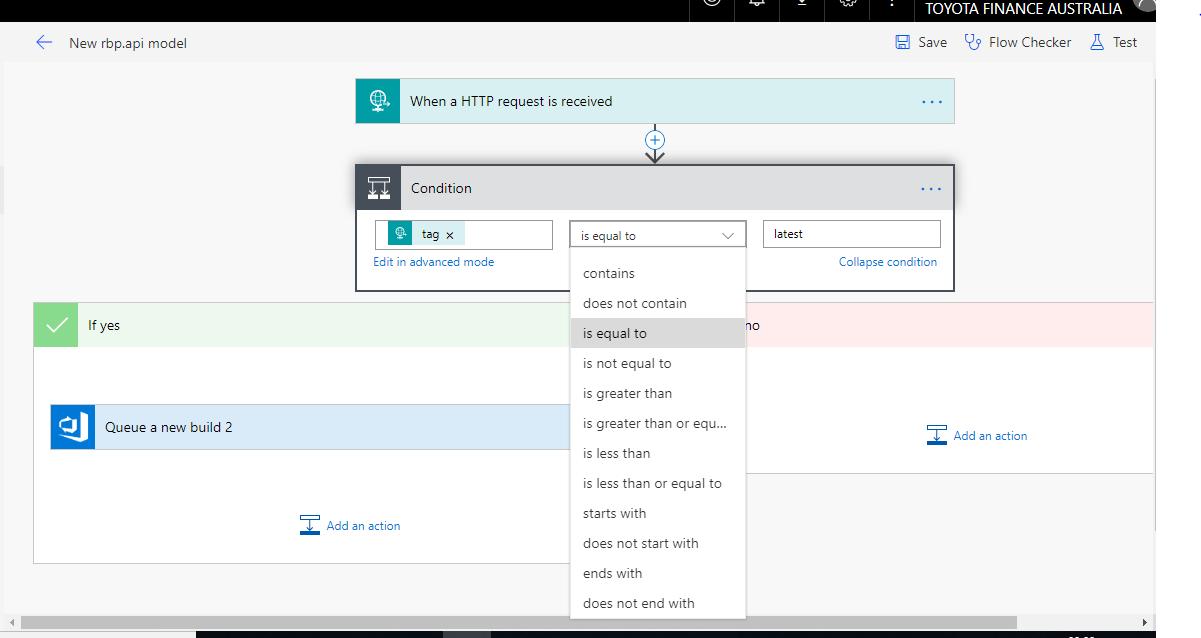 TOYOTA FINANCE AUSTRALIA
New rbp.api model
Save Flow Checker Test
When a HTTP request is received
Condition
tag x is equal to latest
Edit in advanced mode Collapse condition
contains
does not contain
If yes is equal to no
is not equal to
is greater than
is greater than or equ...
Queue a new build 2
Add an action
is less than
is less than or equal to
starts with
Add an action
does not start with
ends with
does not end with